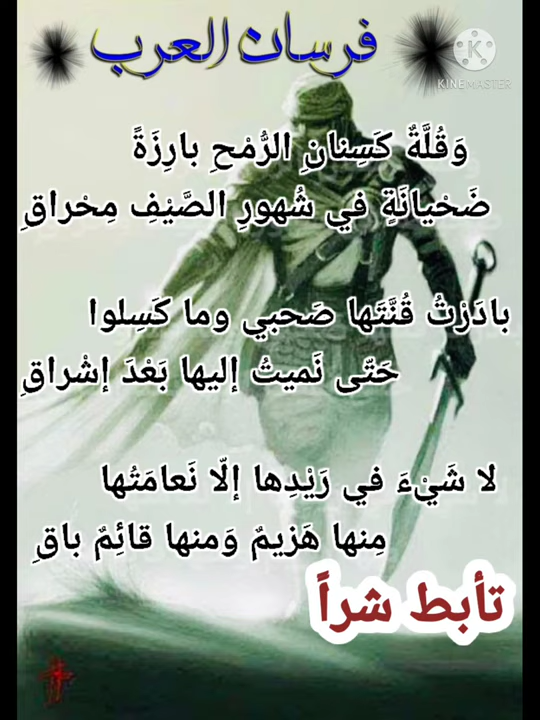 فرسان العرب
KINEMASTER
وَقُلَّةٌ كَسِنانِ الرُّمْحِ بارِزَةً
ضَحْيانَةٍ في شُهورِ الصَّيْفِ مِحْراقِ
بادَرْتُ قُنَّتَها صَحبي وما كَسِلوا
حَتّى نَميتُ إليها بَعْدَ إشْراقِ
لا شَيْءَ في رَيْدِها إلّا نَعامَتُها
مِنها هَزيمٌ وَمنها قائِمٌ باقِ
تأبط شراً